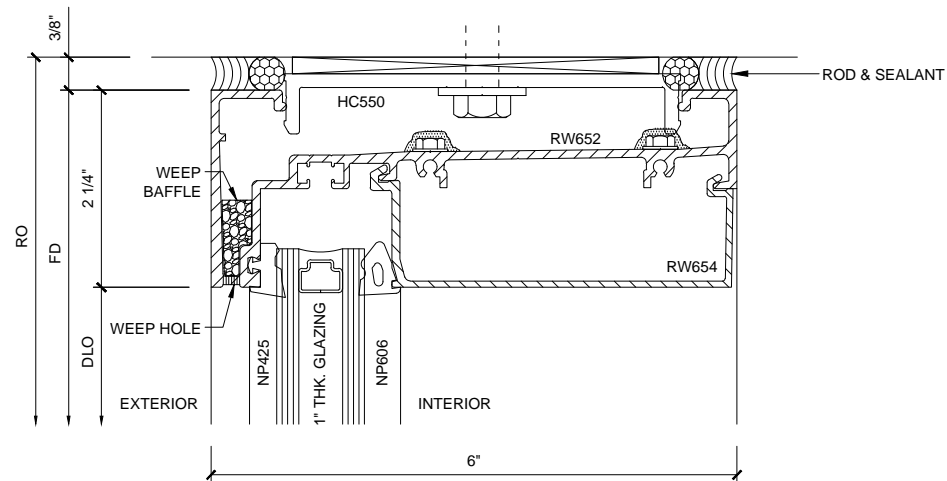 3/8"
ROD & SEALANT
HC550
RW652
WEEP
BAFFLE
2 1/4"
RO
FD
RW654
WEEP HOLE
DLO
NP425
1" THK. GLAZING
NP606
EXTERIOR
INTERIOR
6"